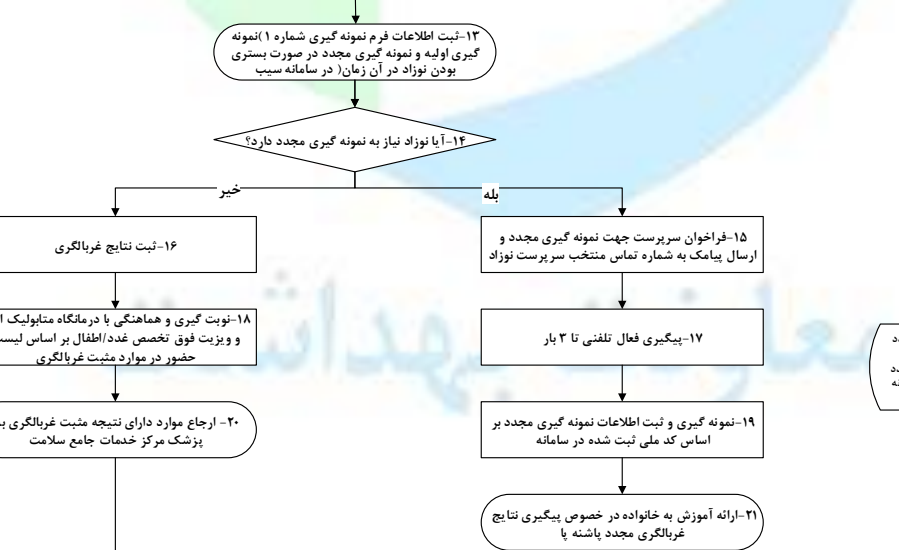 ۱۳-ثبت اطلاعات فرم نمونه گیری شماره ۱)نمونه
گیری اولیه و نمونه گیری مجدد در صورت بستری
بودن نوزاد در آن زمان( در سامانه سیب
۱۴-آیا نوزاد نیاز به نمونه گیری مجدد دارد؟
بله
خیر
۱۵-فراخوان سرپرست جهت نمونه گیری مجدد و
ارسال پیامک به شماره تماس منتخب سرپرست نوزاد
۱۶-ثبت نتایج غربالگری
۱۷-پیگیری فعال تلفنی تا ۳ بار
۱۸-نوبت گیری و هماهنگی با درمانگاه متابولیک
و ویزیت فوق تخصص غدد/اطفال بر اساس
حضور در موارد مثبت غربالگری
۱۹-نمونه گیری و ثبت اطلاعات نمونه گیری مجدد بر
اساس کد ملی ثبت شده در سامانه
۲۰- ارجاع موارد دارای نتیجه مثبت غربالگری
پزشک مرکز خدمات جامع سلامت
۲۱-ارائه آموزش به خانواده در خصوص پیگیری نتایج
غربالگری مجدد پاشنه پا
معاونت بهداشت